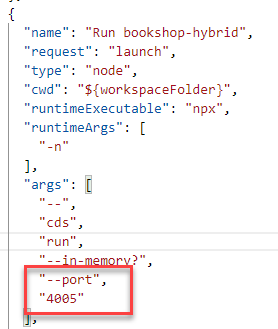 {
"name": "Run bookshop-hybrid",
"request": "launch",
"type": "node",
"cwd": "${workspaceFolder}",
"runtimeExecutable": "npx",
"runtimeArgs": [
"-n"
],
"args": [
"--",
"cds",
"run",
"--in-memory?",
"--port",
"4005"
],